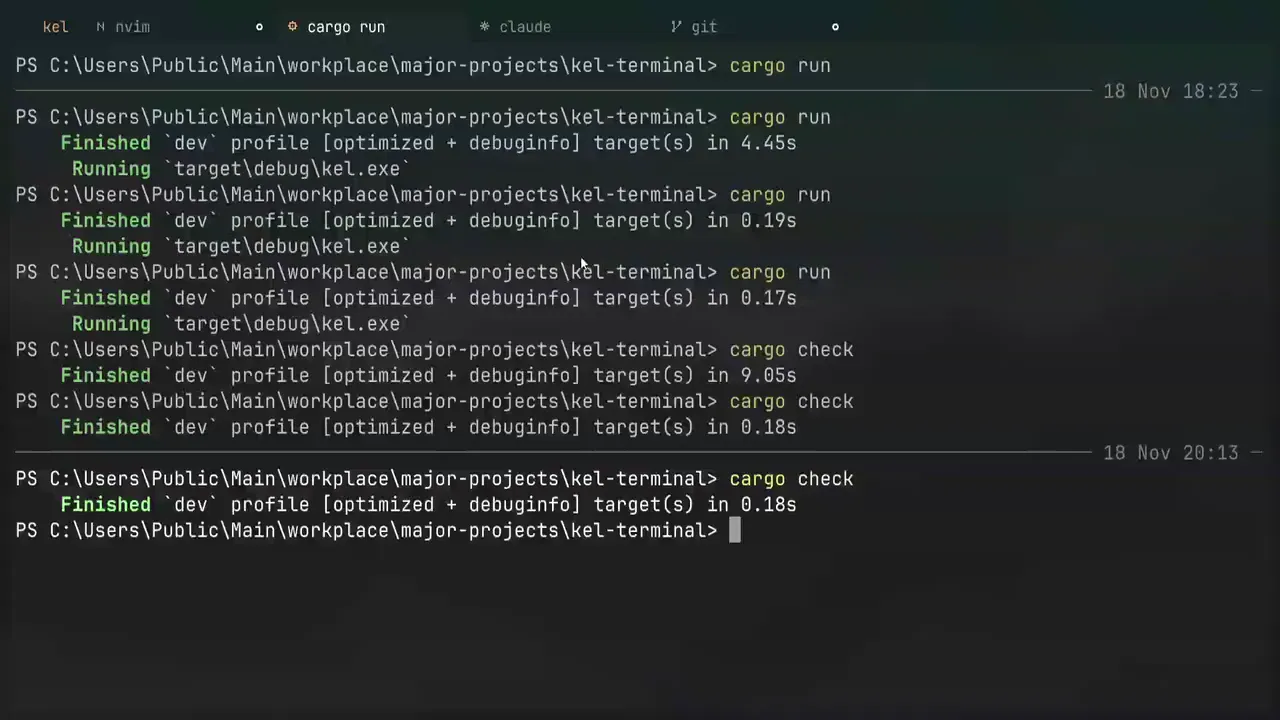 kel nvim cargo run claude git
PS C:\Users\Public\Main\workplace\major-projects\kel-terminal> cargo run
18 Nov 18:23
PS C:\Users\Public\Main\workplace\major-projects\kel-terminal> cargo run
Finished `dev` profile [optimized + debuginfo] target(s) in 4.45s
Running `target\debug\kel.exe`
PS C:\Users\Public\Main\workplace\major-projects\kel-terminal> cargo run
Finished `dev` profile [optimized + debuginfo] target(s) in 0.19s
Running `target\debug\kel.exe`
PS C:\Users\Public\Main\workplace\major-projects\kel-terminal> cargo run
Finished `dev` profile [optimized + debuginfo] target(s) in 0.17s
Running `target\debug\kel.exe`
PS C:\Users\Public\Main\workplace\major-projects\kel-terminal> cargo check
Finished `dev` profile [optimized + debuginfo] target(s) in 9.05s
PS C:\Users\Public\Main\workplace\major-projects\kel-terminal> cargo check
Finished `dev` profile [optimized + debuginfo] target(s) in 0.18s
18 Nov 20:13
PS C:\Users\Public\Main\workplace\major-projects\kel-terminal> cargo check
Finished `dev` profile [optimized + debuginfo] target(s) in 0.18s
PS C:\Users\Public\Main\workplace\major-projects\kel-terminal>